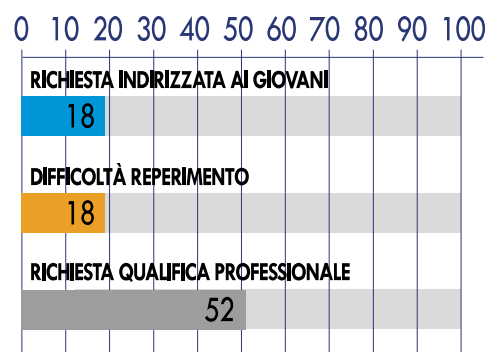 0 10 20 30 40 50 60 70 80 90 100
RICHIESTA INDIRIZZATA AI GIOVANI
18
DIFFICOLTÀ REPERIMENTO
18
RICHIESTA QUALIFICA PROFESSIONALE
52